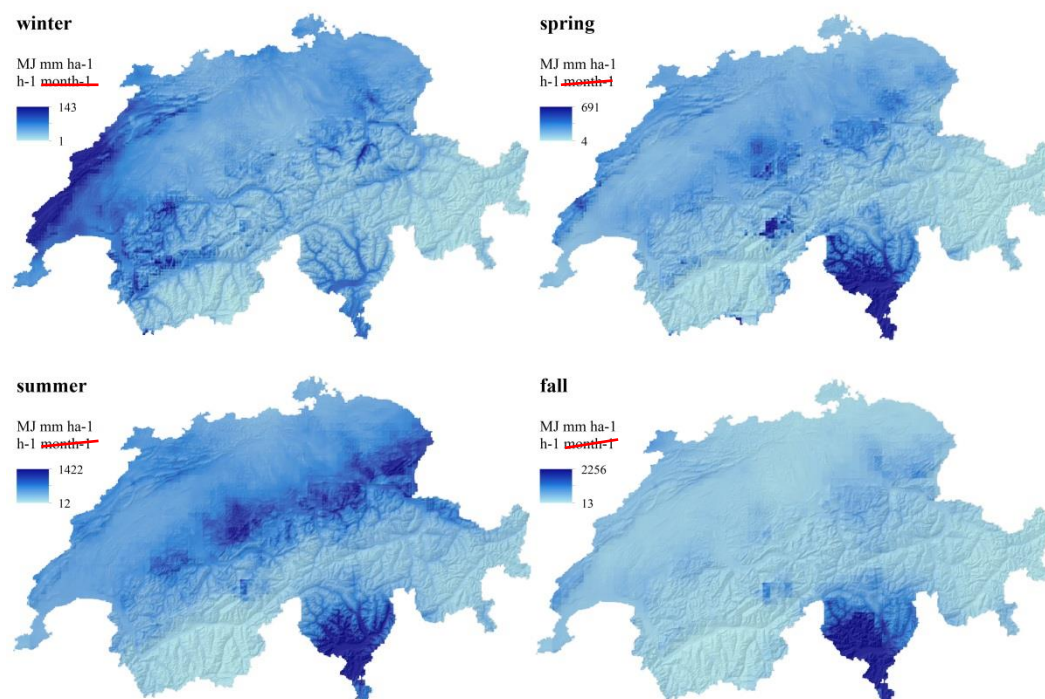 winter
MJ mm ha-1
h-1 month-1
143
1
spring
MJ mm ha-1
h-1 month-1
691
4
summer
MJ mm ha-1
h-1 month-1
1422
12
fall
MJ mm ha-1
h-1 month-1
2256
13